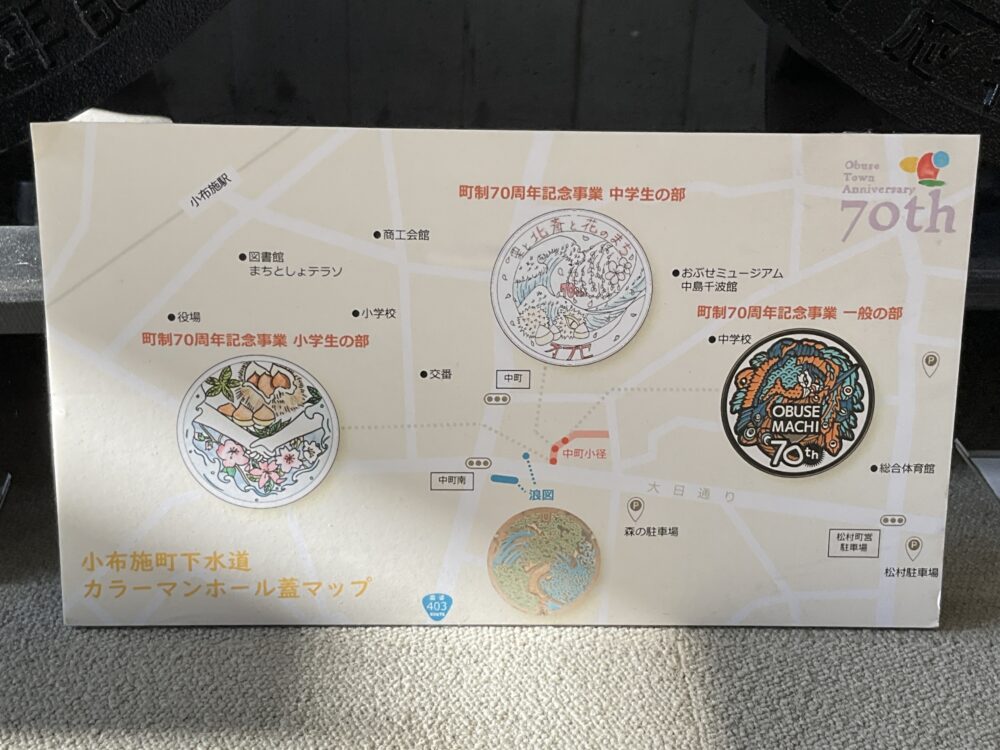 Obuse
Town
Anniversary
70th
小布施駅
町制70周年記念事業 中学生の部
栗と北斎と花のまち
オブセ
商工会館
図書館
まちとしょテラソ
おぶせミュージアム
中島千波館
役場
小学校
町制70周年記念事業 一般の部
中学校
町制70周年記念事業 小学生の部
交番
中町
P
OBUSE
MACHI
70th
中町小径
総合体育館
中町南
浪図
大日通り
P
森の駐車場
松村町営
駐車場
P
松村駐車場
小布施町下水道
カラーマンホール蓋マップ
国道
403
ROUTE